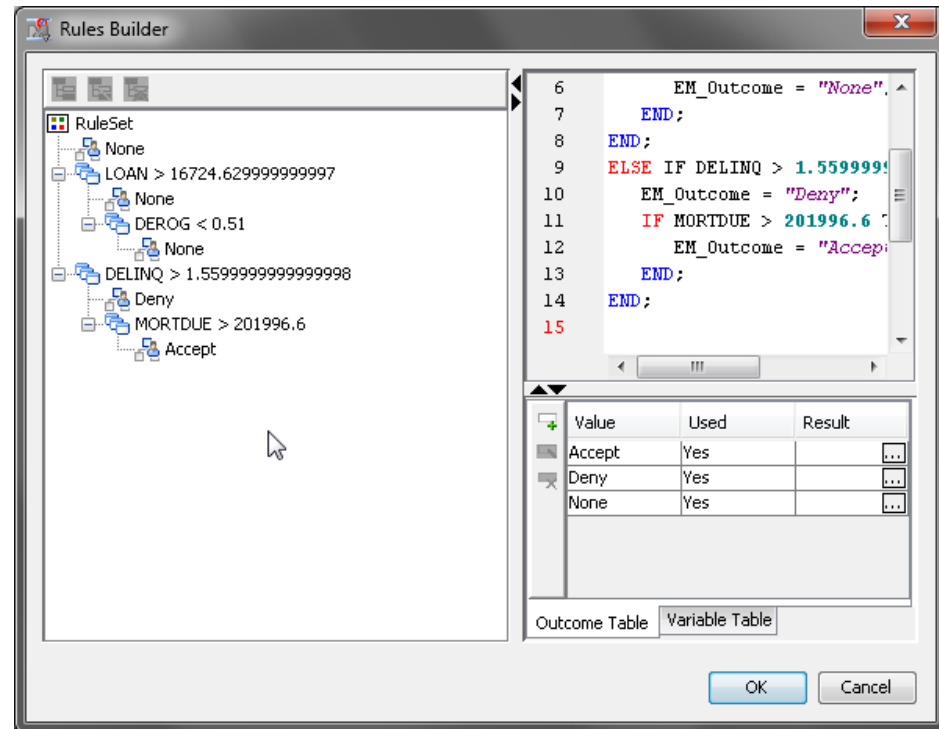 Rules Builder
RuleSet
None
LOAN > 16724.629999999997
None
DEROG < 0.51
None
DELINQ > 1.5599999999999998
Deny
MORTDUE > 201996.6
Accept
6 EM_Outcome = "None"
7 END;
8 END;
9 ELSE IF DELINQ > 1.5599999
10 EM_Outcome = "Deny";
11 IF MORTDUE > 201996.6
12 EM_Outcome = "Accep
13 END;
14 END;
15
Value Used Result
Accept Yes ...
Deny Yes ...
None Yes ...
Outcome Table Variable Table
OK Cancel